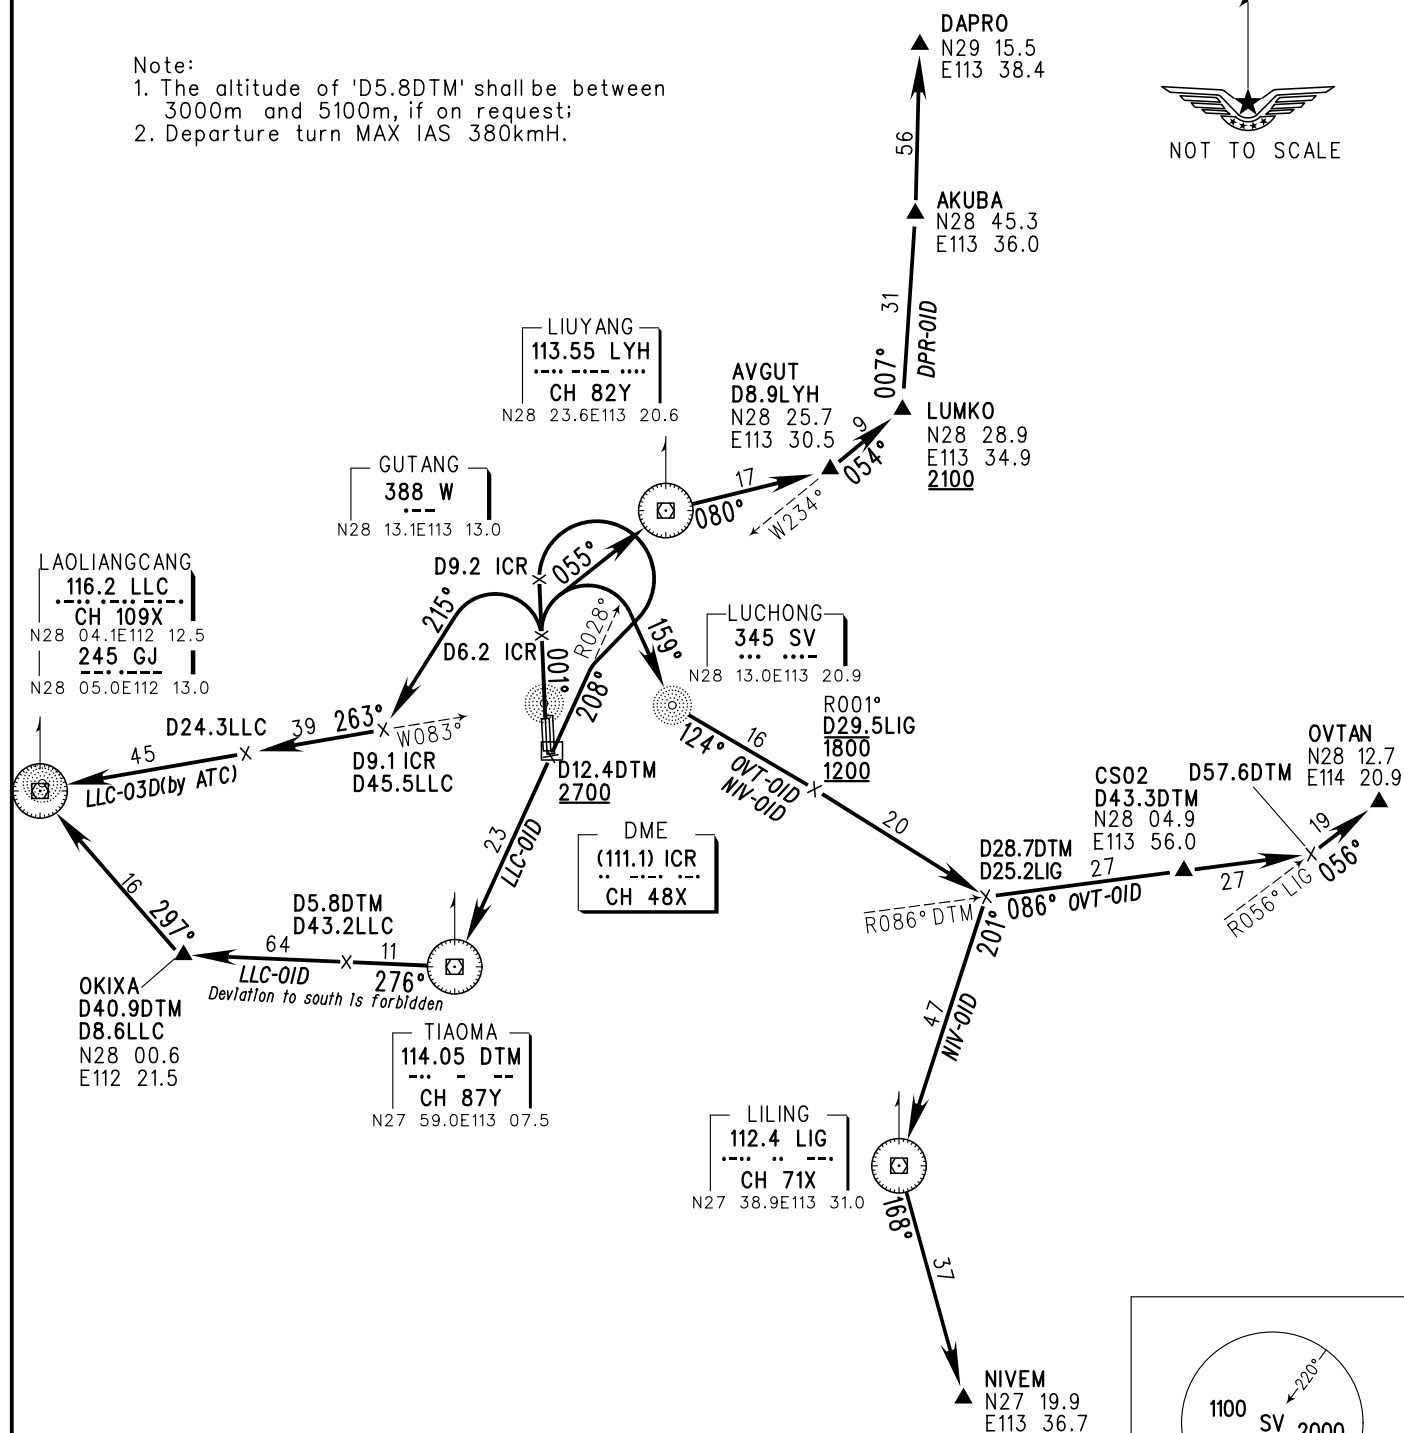 Note:
1. The altitude of 'D5.8DTM' shall be between
3000m and 5100m, if on request;
2. Departure turn MAX IAS 380kmH.
NOT TO SCALE
DAPRO
N29 15.5
E113 38.4
56
AKUBA
N28 45.3
E113 36.0
31
DPR-01D
007°
LUMKO
N28 28.9
E113 34.9
2100
LIUYANG
113.55 LYH
CH 82Y
N28 23.6E113 20.6
AVGUT
D8.9LYH
N28 25.7
E113 30.5
9
054°
W234°
17
080°
GUTANG
388 W
N28 13.1E113 13.0
D9.2 ICR
055°
D6.2 ICR
001°
215°
R028°
208°
159°
LAOLIANGCANG
116.2 LLC
CH 109X
N28 04.1E112 12.5
245 GJ
N28 05.0E112 13.0
LUCHONG
345 SV
N28 13.0E113 20.9
R001°
D29.5LIG
1800
1200
D24.3LLC
39
263°
W083°
45
LLC-03D(by ATC)
D9.1 ICR
D45.5LLC
D12.4DTM
2700
124°
16
OVT-01D
NIV-01D
20
DME
(111.1) ICR
CH 48X
23
LLC-01D
OVTAN
N28 12.7
E114 20.9
D57.6DTM
CS02
D43.3DTM
N28 04.9
E113 56.0
19
056°
R056° LIG
27
27
D28.7DTM
D25.2LIG
R086° DTM
086° OVT-01D
201°
47
NIV-01D
16
297°
D5.8DTM
D43.2LLC
64
11
276°
LLC-01D
Deviation to south is forbidden
OKIXA
D40.9DTM
D8.6LLC
N28 00.6
E112 21.5
TIAOMA
114.05 DTM
CH 87Y
N27 59.0E113 07.5
LILING
112.4 LIG
CH 71X
N27 38.9E113 31.0
168°
37
NIVEM
N27 19.9
E113 36.7
220°
1100
SV
2000